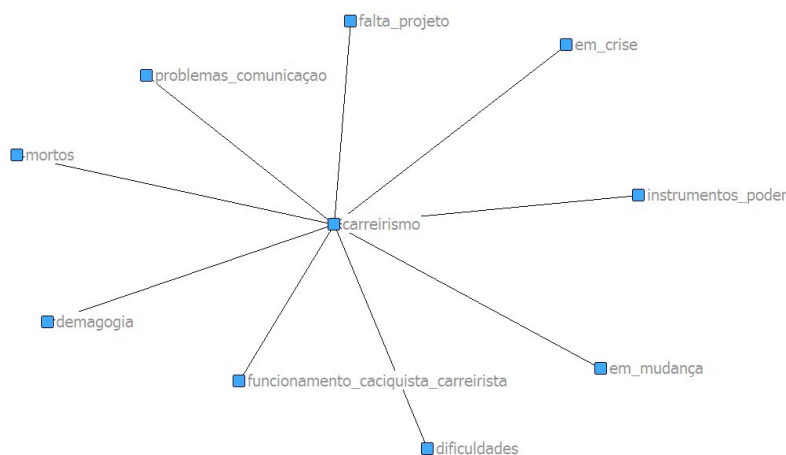 falta_projeto
em_crise
problemas_comunicaçao
mortos
instrumentos_poder
carreirismo
demagogia
em_mudança
funcionamento_caciquista_carreirista
dificuldades